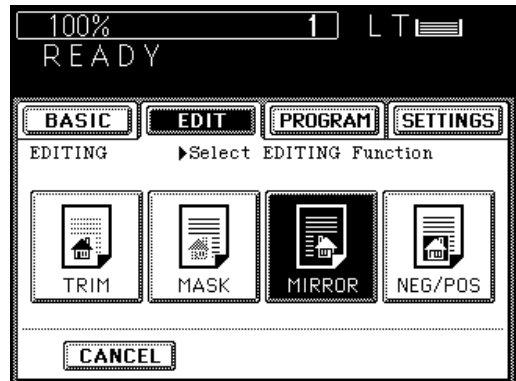 100% 1 LT
READY
BASIC EDIT PROGRAM SETTINGS
EDITING ▶Select EDITING Function
TRIM MASK MIRROR NEG/POS
CANCEL